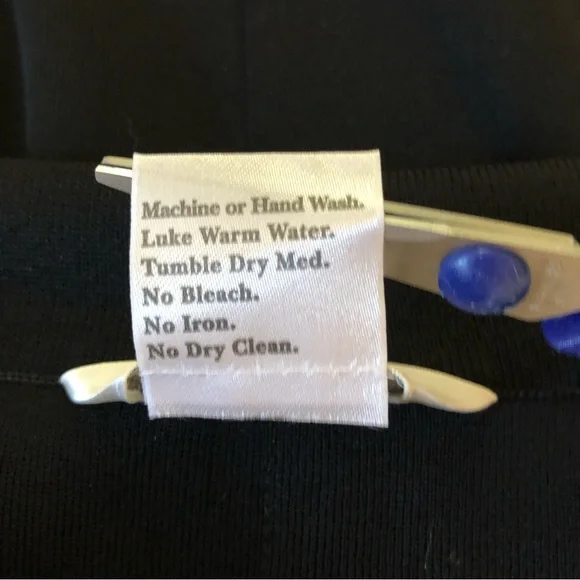 Machine or Hand Wash.
Luke Warm Water.
Tumble Dry Med.
No Bleach.
No Iron.
No Dry Clean.